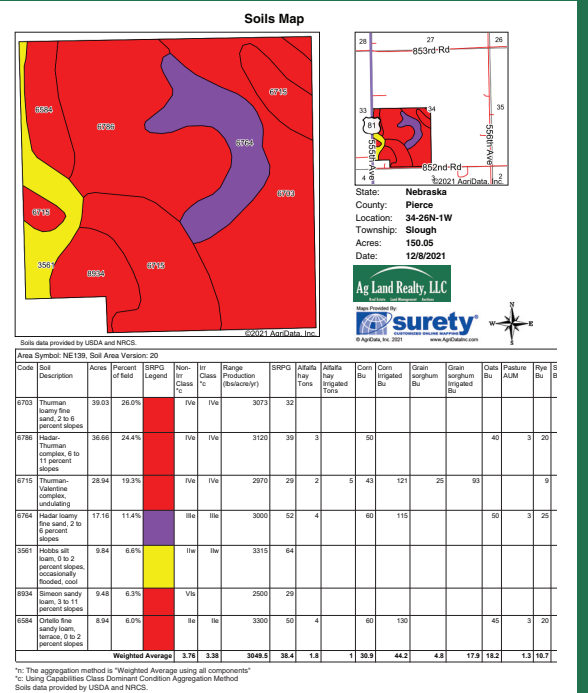 Soils Map
6584
6786
6715
6764
6703
6715
3561
8934
6715
©2021 AgriData, Inc.
Soils data provided by USDA and NRCS.
28 27 26
853rd-Rd
33 34 35
81
555th-Ave
556th-Ave
852nd-Rd
4 3 2
©2021 AgriData, Inc.
State: Nebraska
County: Pierce
Location: 34-26N-1W
Township: Slough
Acres: 150.05
Date: 12/8/2021
Ag Land Realty, LLC
Real Estate Land Management Auctions
Maps Provided By:
surety
CUSTOMIZED ONLINE MAPPING
© AgriData, Inc. 2021 www.AgriDataInc.com
N
W E
S
Area Symbol: NE139, Soil Area Version: 20
Code Soil Description Acres Percent of field SRPG Legend Non-Irr Class *c Irr Class *c Range Production (lbs/acre/yr) SRPG Alfalfa hay Tons Alfalfa hay Irrigated Tons Corn Bu Corn Irrigated Bu Grain sorghum Bu Grain sorghum Irrigated Bu Oats Bu Pasture AUM Rye Bu S B
6703 Thurman loamy fine sand, 2 to 6 percent slopes 39.03 26.0% IVe IVe 3073 32
6786 Hadar-Thurman complex, 6 to 11 percent slopes 36.66 24.4% IVe IVe 3120 39 3 50 40 3 20
6715 Thurman-Valentine complex, undulating 28.94 19.3% IVe IVe 2970 29 2 5 43 121 25 93 9
6764 Hadar loamy fine sand, 2 to 6 percent slopes 17.16 11.4% IIIe IIIe 3000 52 4 60 115 50 3 25
3561 Hobbs silt loam, 0 to 2 percent slopes, occasionally flooded, cool 9.84 6.6% IIw IIw 3315 64
8934 Simeon sandy loam, 3 to 11 percent slopes 9.48 6.3% VIs 2500 29
6584 Ortello fine sandy loam, terrace, 0 to 2 percent slopes 8.94 6.0% IIe IIe 3300 50 4 60 130 45 3 20
Weighted Average 3.76 3.38 3049.5 38.4 1.8 1 30.9 44.2 4.8 17.9 18.2 1.3 10.7
*n: The aggregation method is "Weighted Average using all components"
*c: Using Capabilities Class Dominant Condition Aggregation Method
Soils data provided by USDA and NRCS.